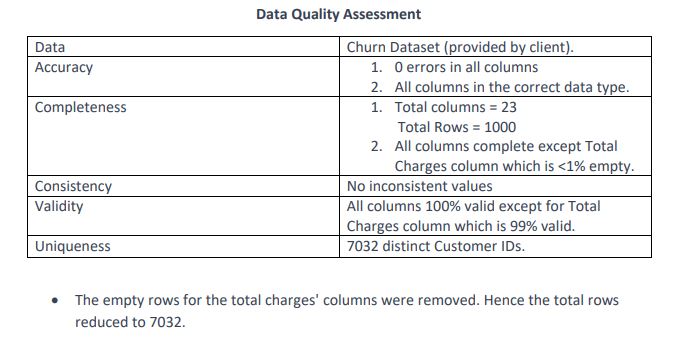 Data Quality Assessment
Data
Churn Dataset (provided by client).
Accuracy
1. 0 errors in all columns
2. All columns in the correct data type.
Completeness
1. Total columns = 23
Total Rows = 1000
2. All columns complete except Total
Charges column which is <1% empty.
Consistency
No inconsistent values
Validity
All columns 100% valid except for Total
Charges column which is 99% valid.
Uniqueness
7032 distinct Customer IDs.
• The empty rows for the total charges' columns were removed. Hence the total rows
reduced to 7032.